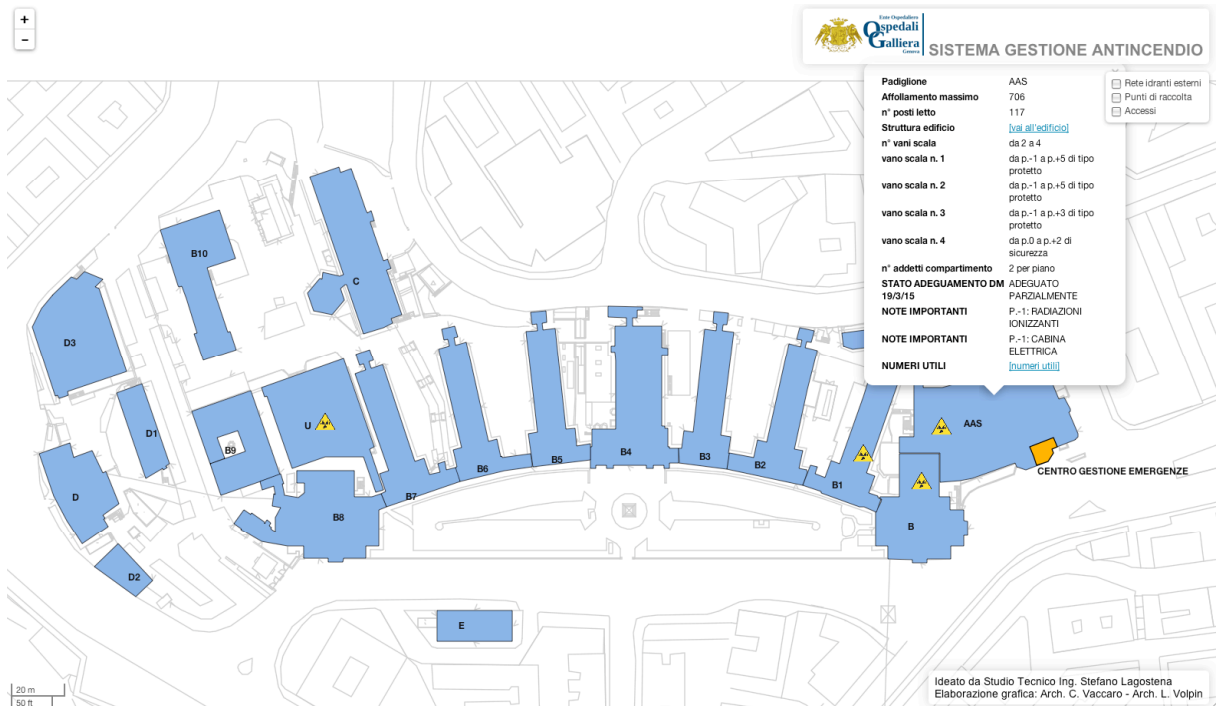 +
−
Ente Ospedaliero
Ospedali
Galliera
Genova
SISTEMA GESTIONE ANTINCENDIO
Padiglione AAS
Affollamento massimo 706
n° posti letto 117
Struttura edificio [vai all'edificio]
n° vani scala da 2 a 4
vano scala n. 1 da p.-1 a p.+5 di tipo
protetto
vano scala n. 2 da p.-1 a p.+5 di tipo
protetto
vano scala n. 3 da p.-1 a p.+3 di tipo
protetto
vano scala n. 4 da p.0 a p.+2 di
sicurezza
n° addetti compartimento 2 per piano
STATO ADEGUAMENTO DM ADEGUATO
19/3/15 PARZIALMENTE
NOTE IMPORTANTI P.-1: RADIAZIONI
IONIZZANTI
NOTE IMPORTANTI P.-1: CABINA
ELETTRICA
NUMERI UTILI [numeri utili]
Rete idranti esterni
Punti di raccolta
Accessi
B10
C
D3
D1
U
AAS
B9
B6
B5
B4
B3
B2
B1
CENTRO GESTIONE EMERGENZE
D
B7
B8
B
D2
E
20 m
50 ft
Ideato da Studio Tecnico Ing. Stefano Lagostena
Elaborazione grafica: Arch. C. Vaccaro - Arch. L. Volpin